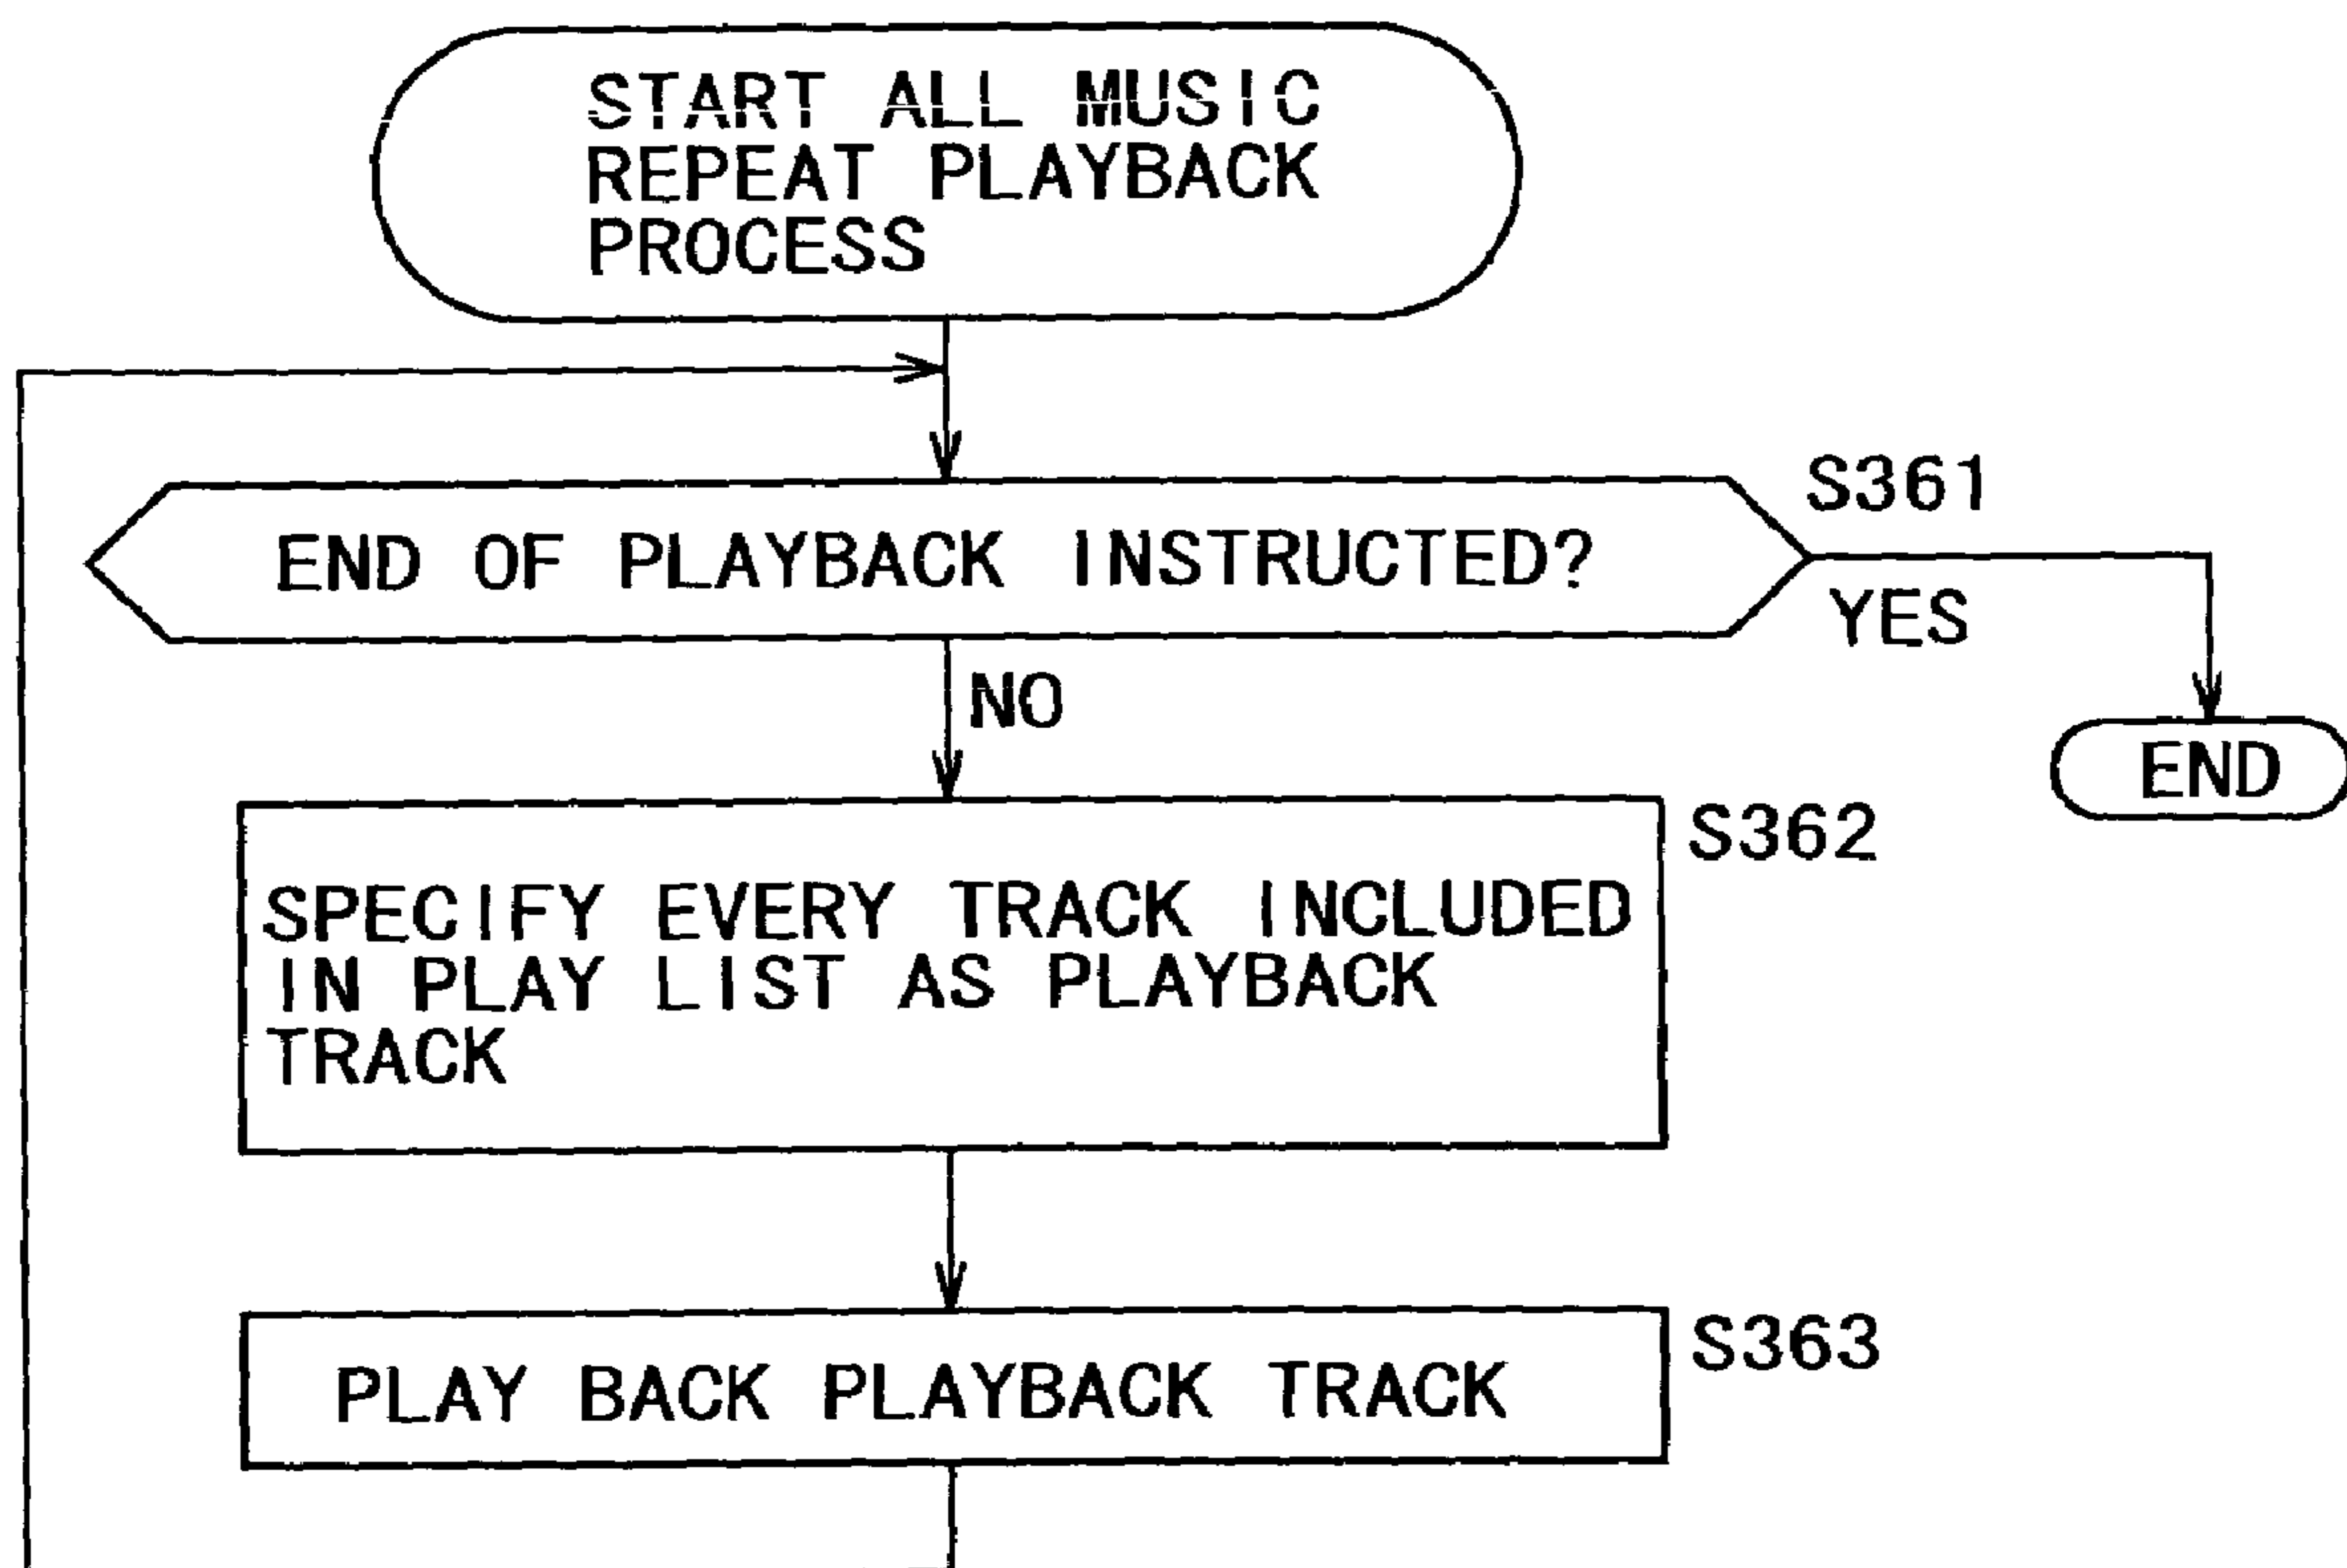 START ALL MUSIC
REPEAT PLAYBACK
PROCESS
S361
END OF PLAYBACK INSTRUCTED?
YES
NO
END
S362
SPECIFY EVERY TRACK INCLUDED
IN PLAY LIST AS PLAYBACK
TRACK
S363
PLAY BACK PLAYBACK TRACK